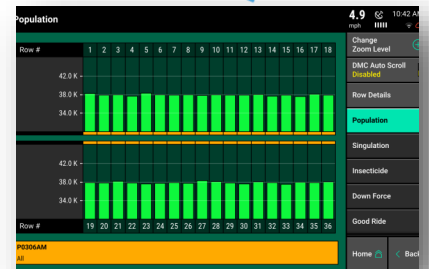 Population
4.9 10:42 AM
mph
Row # 1 2 3 4 5 6 7 8 9 10 11 12 13 14 15 16 17 18
42.0 K
38.0 K
34.0 K
42.0 K
38.0 K
34.0 K
Row # 19 20 21 22 23 24 25 26 27 28 29 30 31 32 33 34 35 36
P0306AM
All
Change
Zoom Level
DMC Auto Scroll
Disabled
Row Details
Population
Singulation
Insecticide
Down Force
Good Ride
Home
< Back